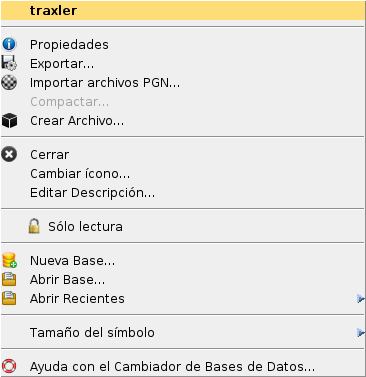 traxler
Propiedades
Exportar...
Importar archivos PGN...
Compactar...
Crear Archivo...
Cerrar
Cambiar ícono...
Editar Descripción...
Sólo lectura
Nueva Base...
Abrir Base...
Abrir Recientes
Tamaño del símbolo
Ayuda con el Cambiador de Bases de Datos...